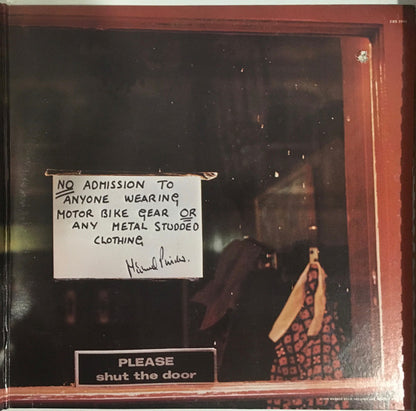 NO ADMISSION TO
ANYONE WEARING
MOTOR BIKE GEAR OR
ANY METAL STUDDED
CLOTHING
PLEASE
shut the door